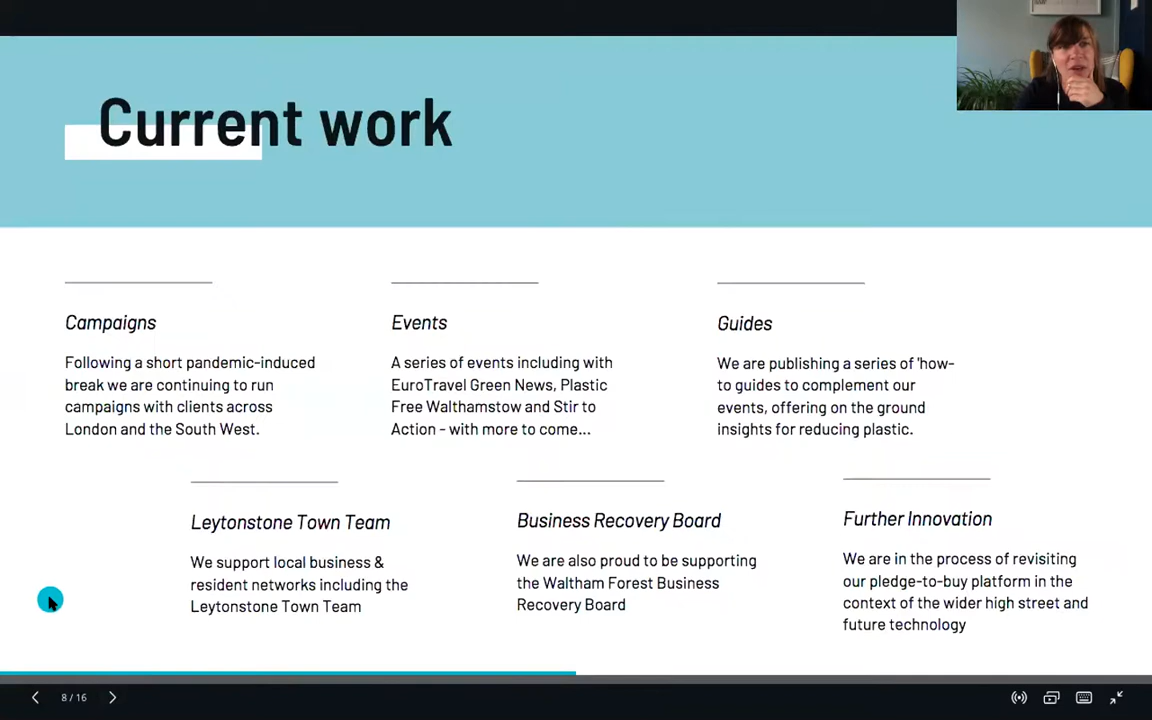 Current work
Campaigns
Following a short pandemic-induced
break we are continuing to run
campaigns with clients across
London and the South West.
Events
A series of events including with
EuroTravel Green News, Plastic
Free Walthamstow and Stir to
Action - with more to come...
Guides
We are publishing a series of 'how-
to guides to complement our
events, offering on the ground
insights for reducing plastic.
Leytonstone Town Team
We support local business &
resident networks including the
Leytonstone Town Team
Business Recovery Board
We are also proud to be supporting
the Waltham Forest Business
Recovery Board
Further Innovation
We are in the process of revisiting
our pledge-to-buy platform in the
context of the wider high street and
future technology
8 / 16